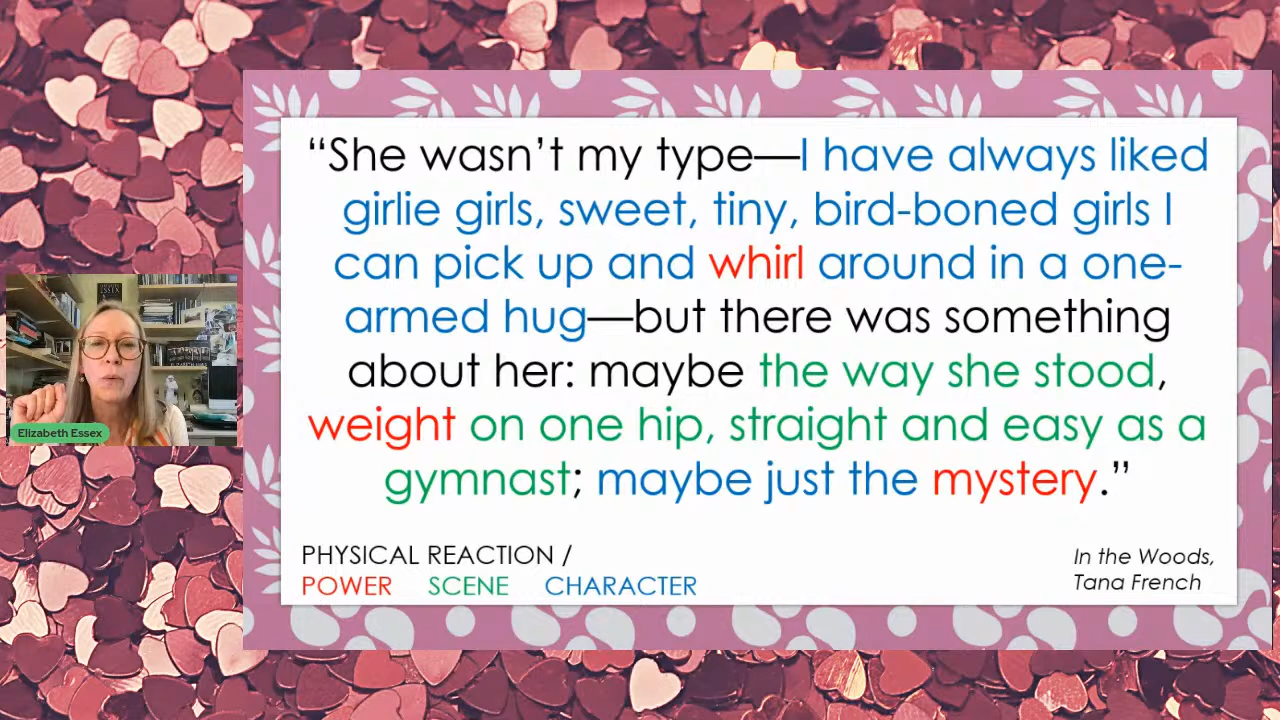 “She wasn’t my type—I have always liked
girlie girls, sweet, tiny, bird-boned girls I
can pick up and whirl around in a one-
armed hug—but there was something
about her: maybe the way she stood,
weight on one hip, straight and easy as a
gymnast; maybe just the mystery.”
PHYSICAL REACTION /
POWER SCENE CHARACTER
In the Woods,
Tana French
Elizabeth Essex